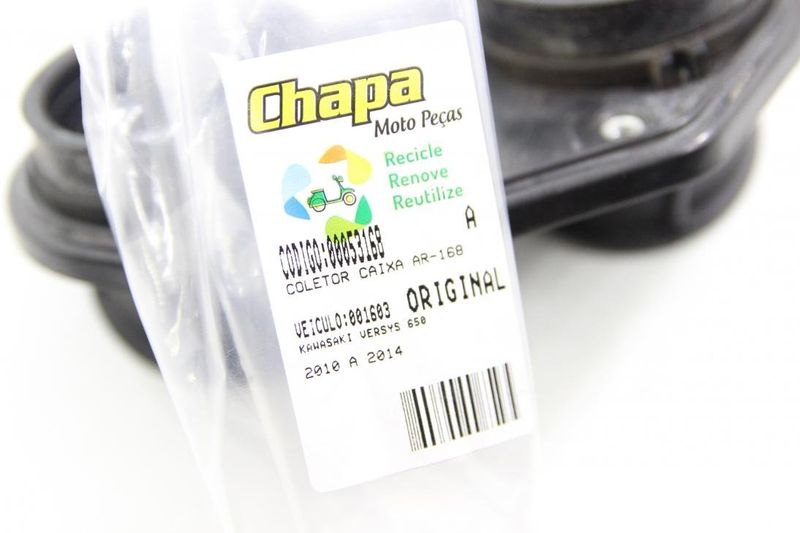 Chapa
Moto Peças
Recicle
Renove
Reutilize
A
CODIGO:00053168
COLETOR CAIXA AR-168
ORIGINAL
VEICULO:001603
KAWASAKI VERSYS 650
2010 A 2014